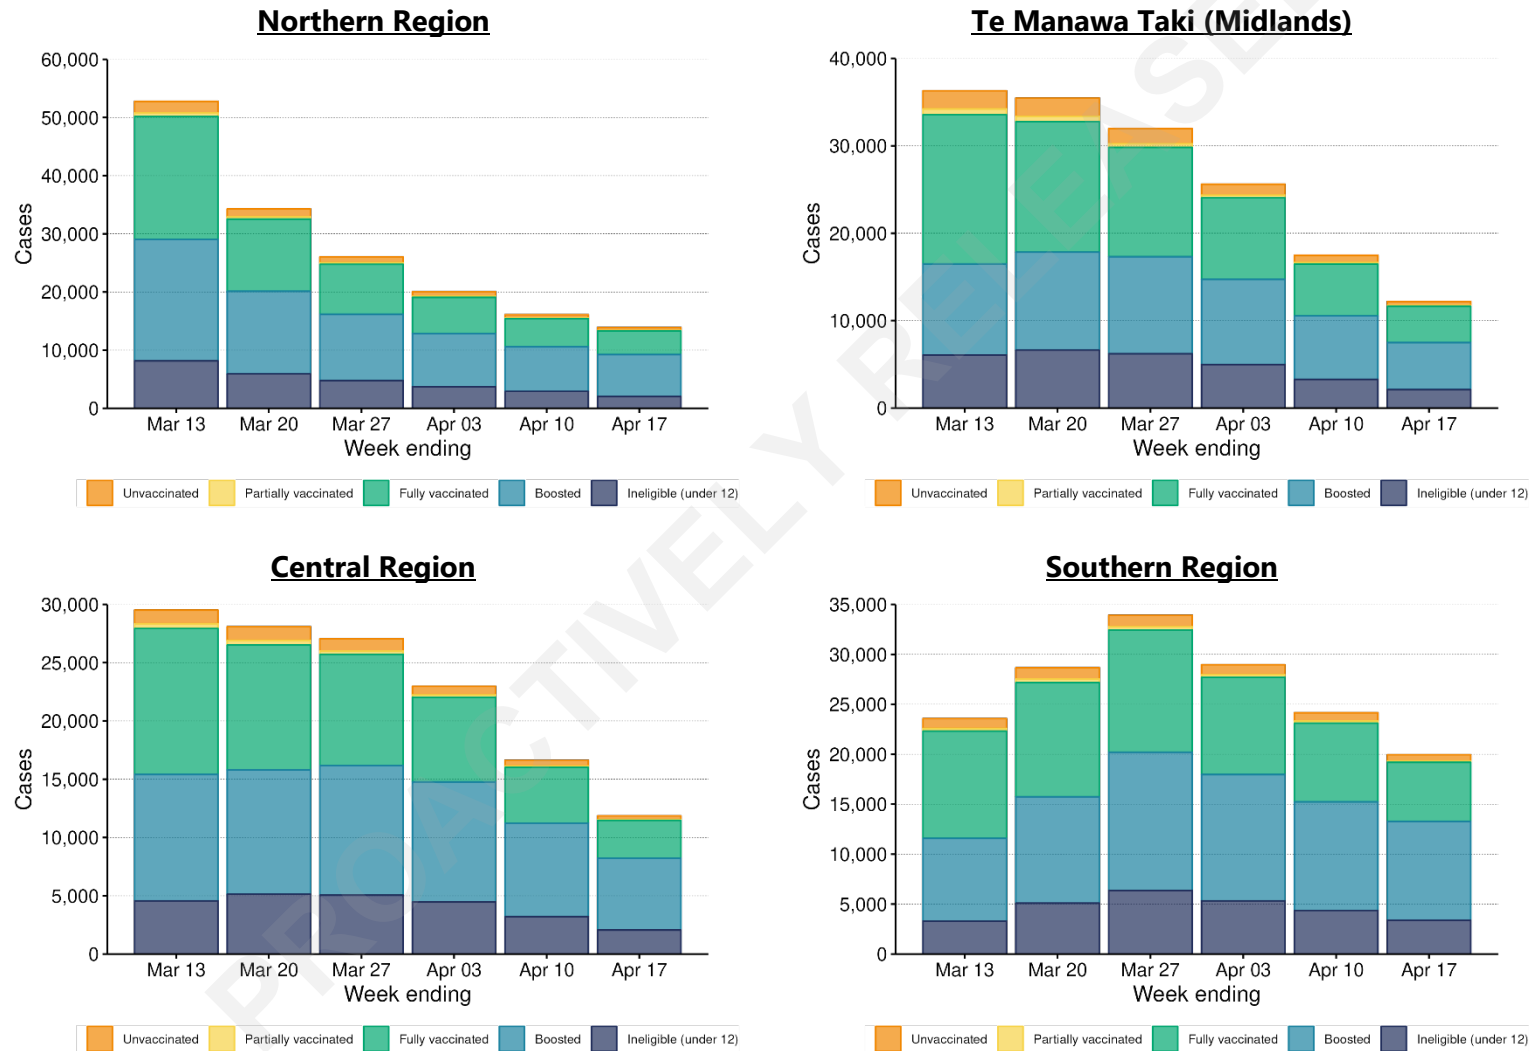 Northern Region
60,000
50,000
40,000
30,000
20,000
10,000
0
Cases
Mar 13 Mar 20 Mar 27 Apr 03 Apr 10 Apr 17
Week ending
Unvaccinated Partially vaccinated Fully vaccinated Boosted Ineligible (under 12)
Te Manawa Taki (Midlands)
40,000
30,000
20,000
10,000
0
Cases
Mar 13 Mar 20 Mar 27 Apr 03 Apr 10 Apr 17
Week ending
Unvaccinated Partially vaccinated Fully vaccinated Boosted Ineligible (under 12)
Central Region
30,000
25,000
20,000
15,000
10,000
5,000
0
Cases
Mar 13 Mar 20 Mar 27 Apr 03 Apr 10 Apr 17
Week ending
Unvaccinated Partially vaccinated Fully vaccinated Boosted Ineligible (under 12)
Southern Region
35,000
30,000
25,000
20,000
15,000
10,000
5,000
0
Cases
Mar 13 Mar 20 Mar 27 Apr 03 Apr 10 Apr 17
Week ending
Unvaccinated Partially vaccinated Fully vaccinated Boosted Ineligible (under 12)
PROACTIVELY RELEASE